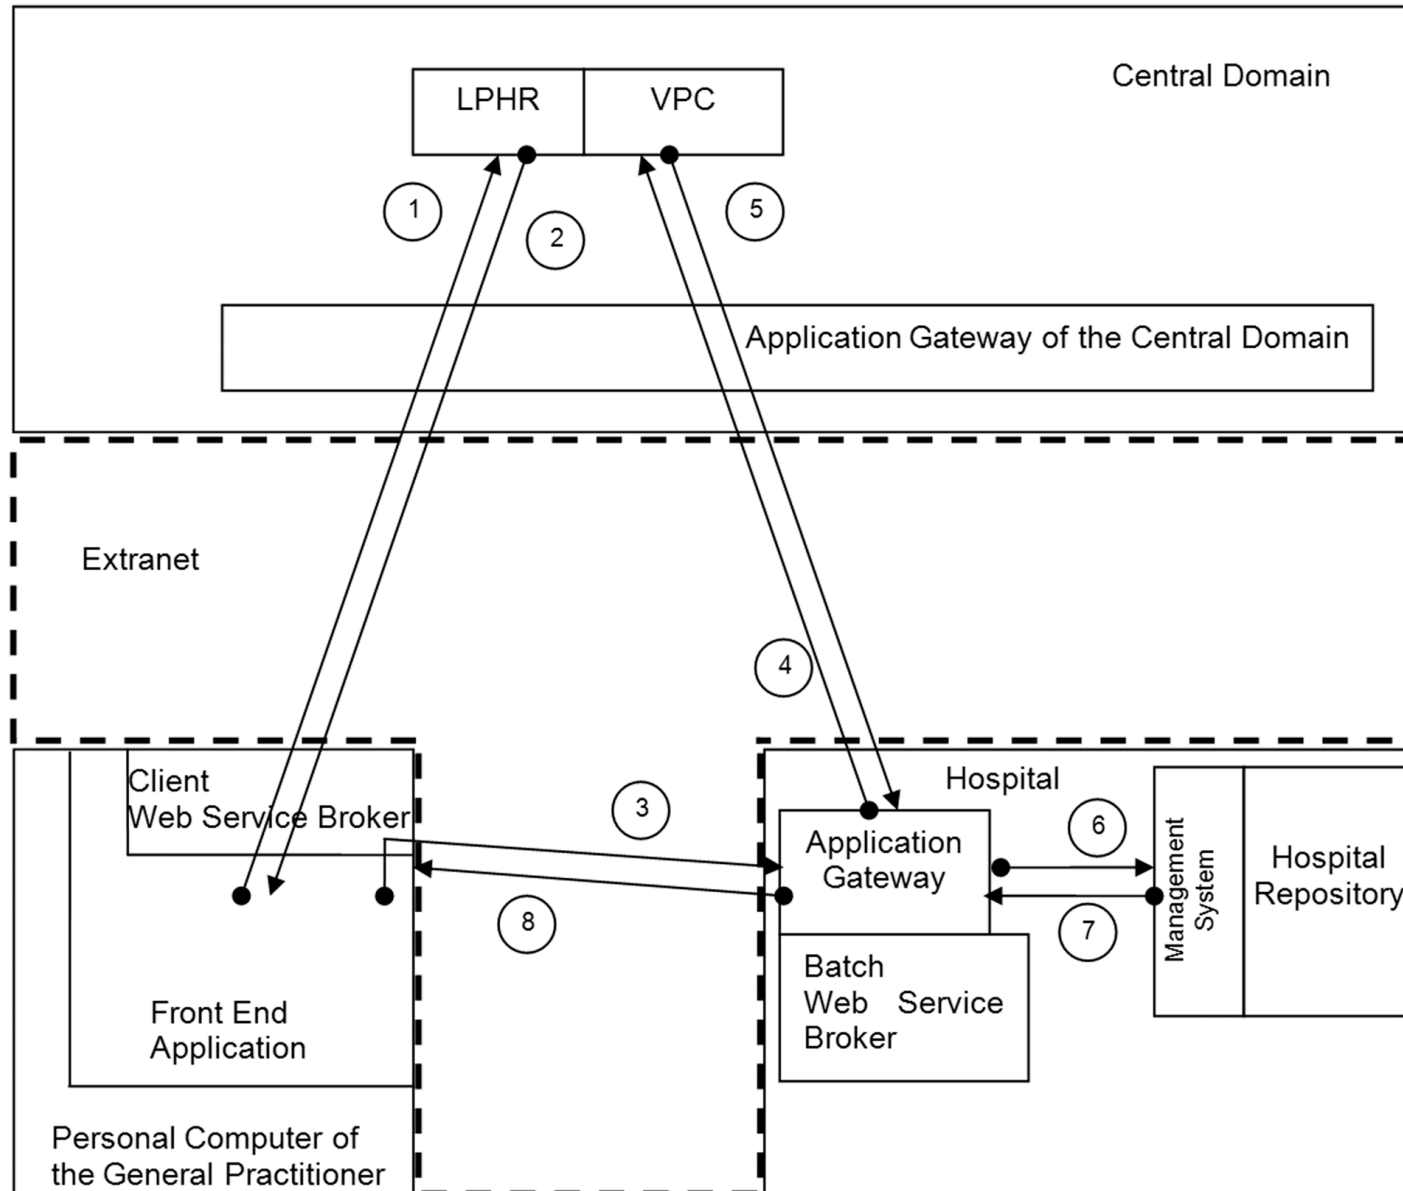 Central Domain
LPHR
VPC
1
2
5
Application Gateway of the Central Domain
Extranet
4
Client
Web Service Broker
3
8
Front End
Application
Personal Computer of
the General Practitioner
Hospital
Application
Gateway
6
7
Batch
Web Service
Broker
Management
System
Hospital
Repository